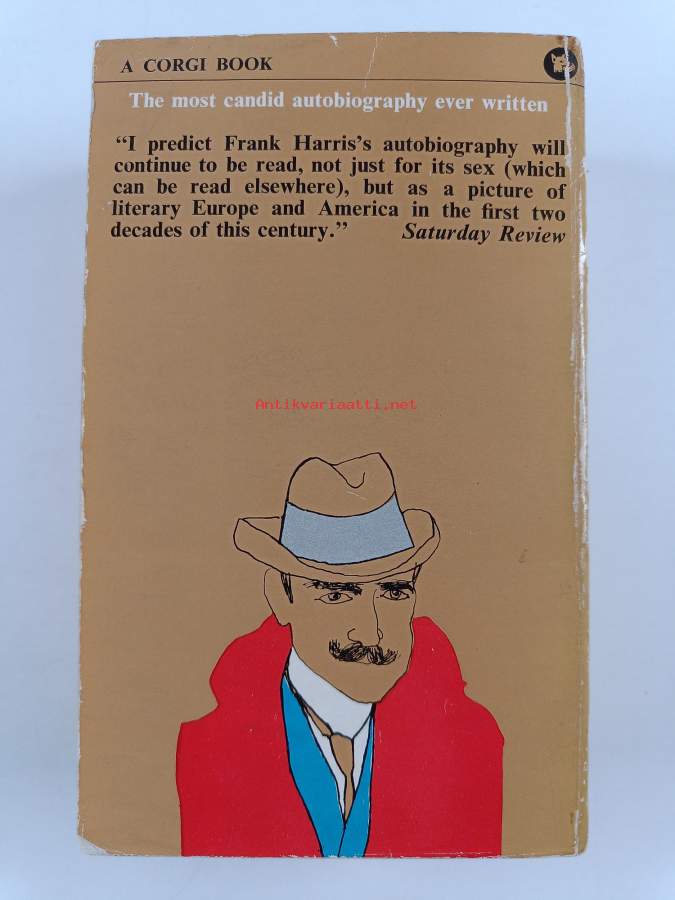 A CORGI BOOK
The most candid autobiography ever written
“I predict Frank Harris’s autobiography will
continue to be read, not just for its sex (which
can be read elsewhere), but as a picture of
literary Europe and America in the first two
decades of this century.” Saturday Review
Antikvariaatti.net